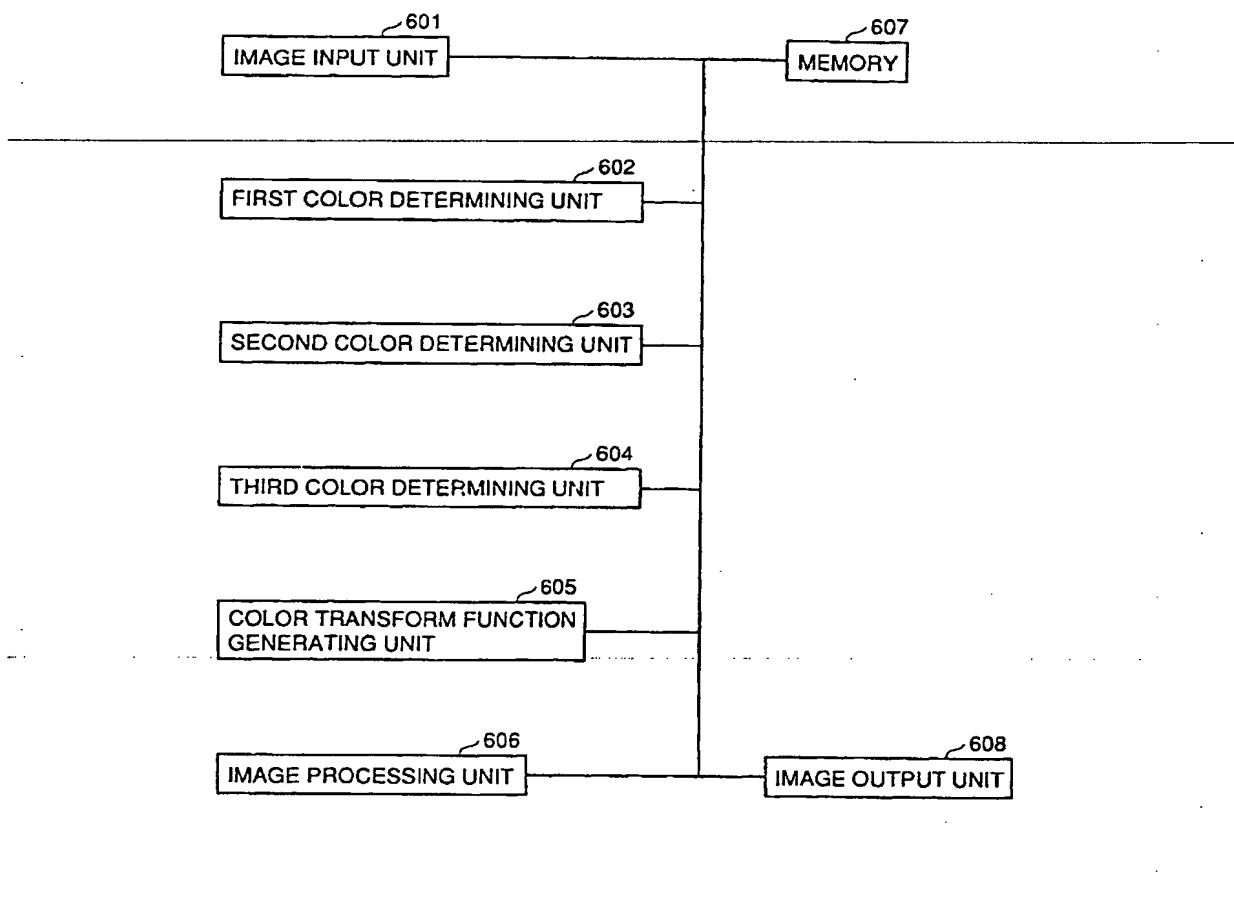 601
IMAGE INPUT UNIT
607
MEMORY
602
FIRST COLOR DETERMINING UNIT
603
SECOND COLOR DETERMINING UNIT
604
THIRD COLOR DETERMINING UNIT
605
COLOR TRANSFORM FUNCTION
GENERATING UNIT
606
IMAGE PROCESSING UNIT
608
IMAGE OUTPUT UNIT